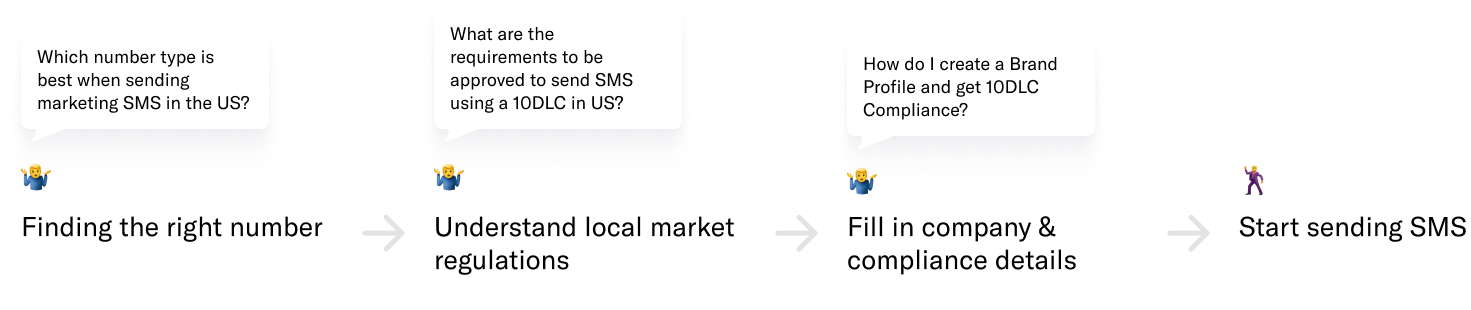 Which number type is
best when sending
marketing SMS in the US?
Finding the right number
What are the
requirements to be
approved to send SMS
using a 10DLC in US?
Understand local market
regulations
How do I create a Brand
Profile and get 10DLC
Compliance?
Fill in company &
compliance details
Start sending SMS